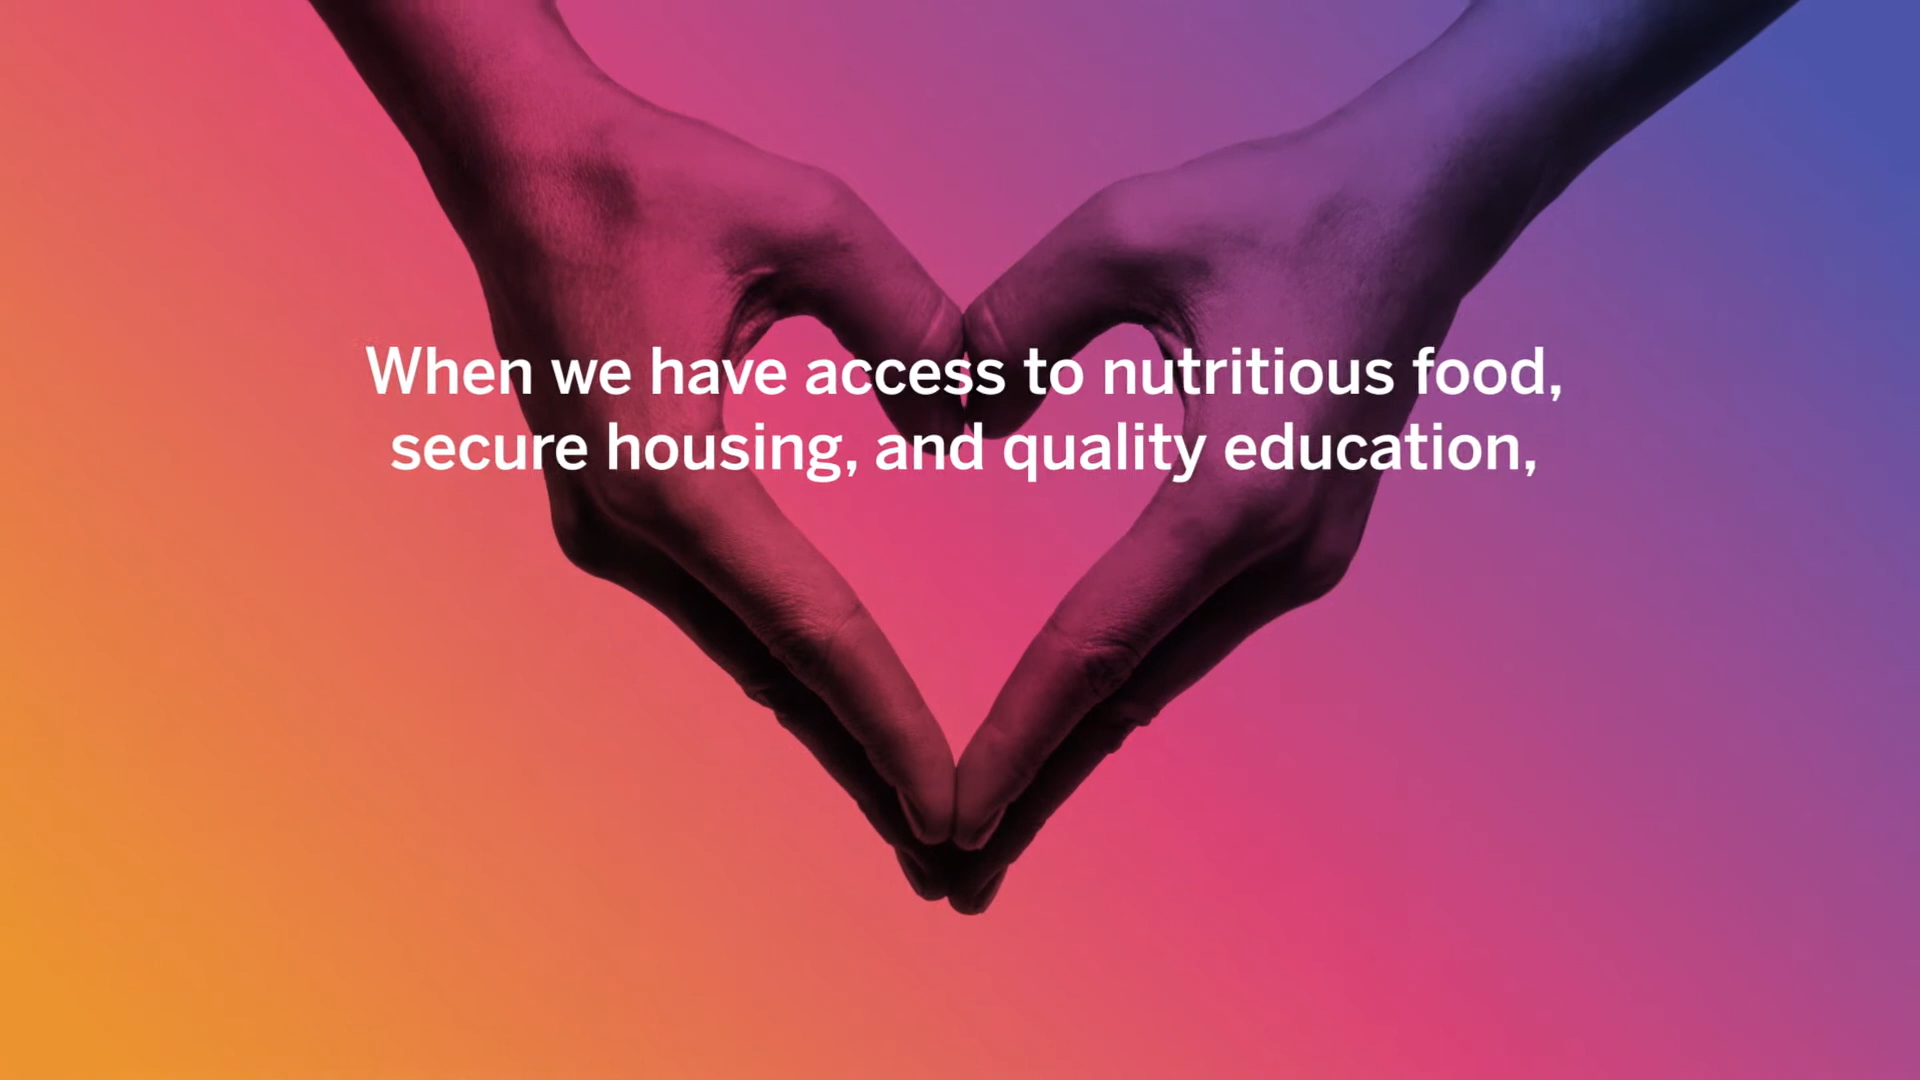 When we have access to nutritious food,
secure housing, and quality education,